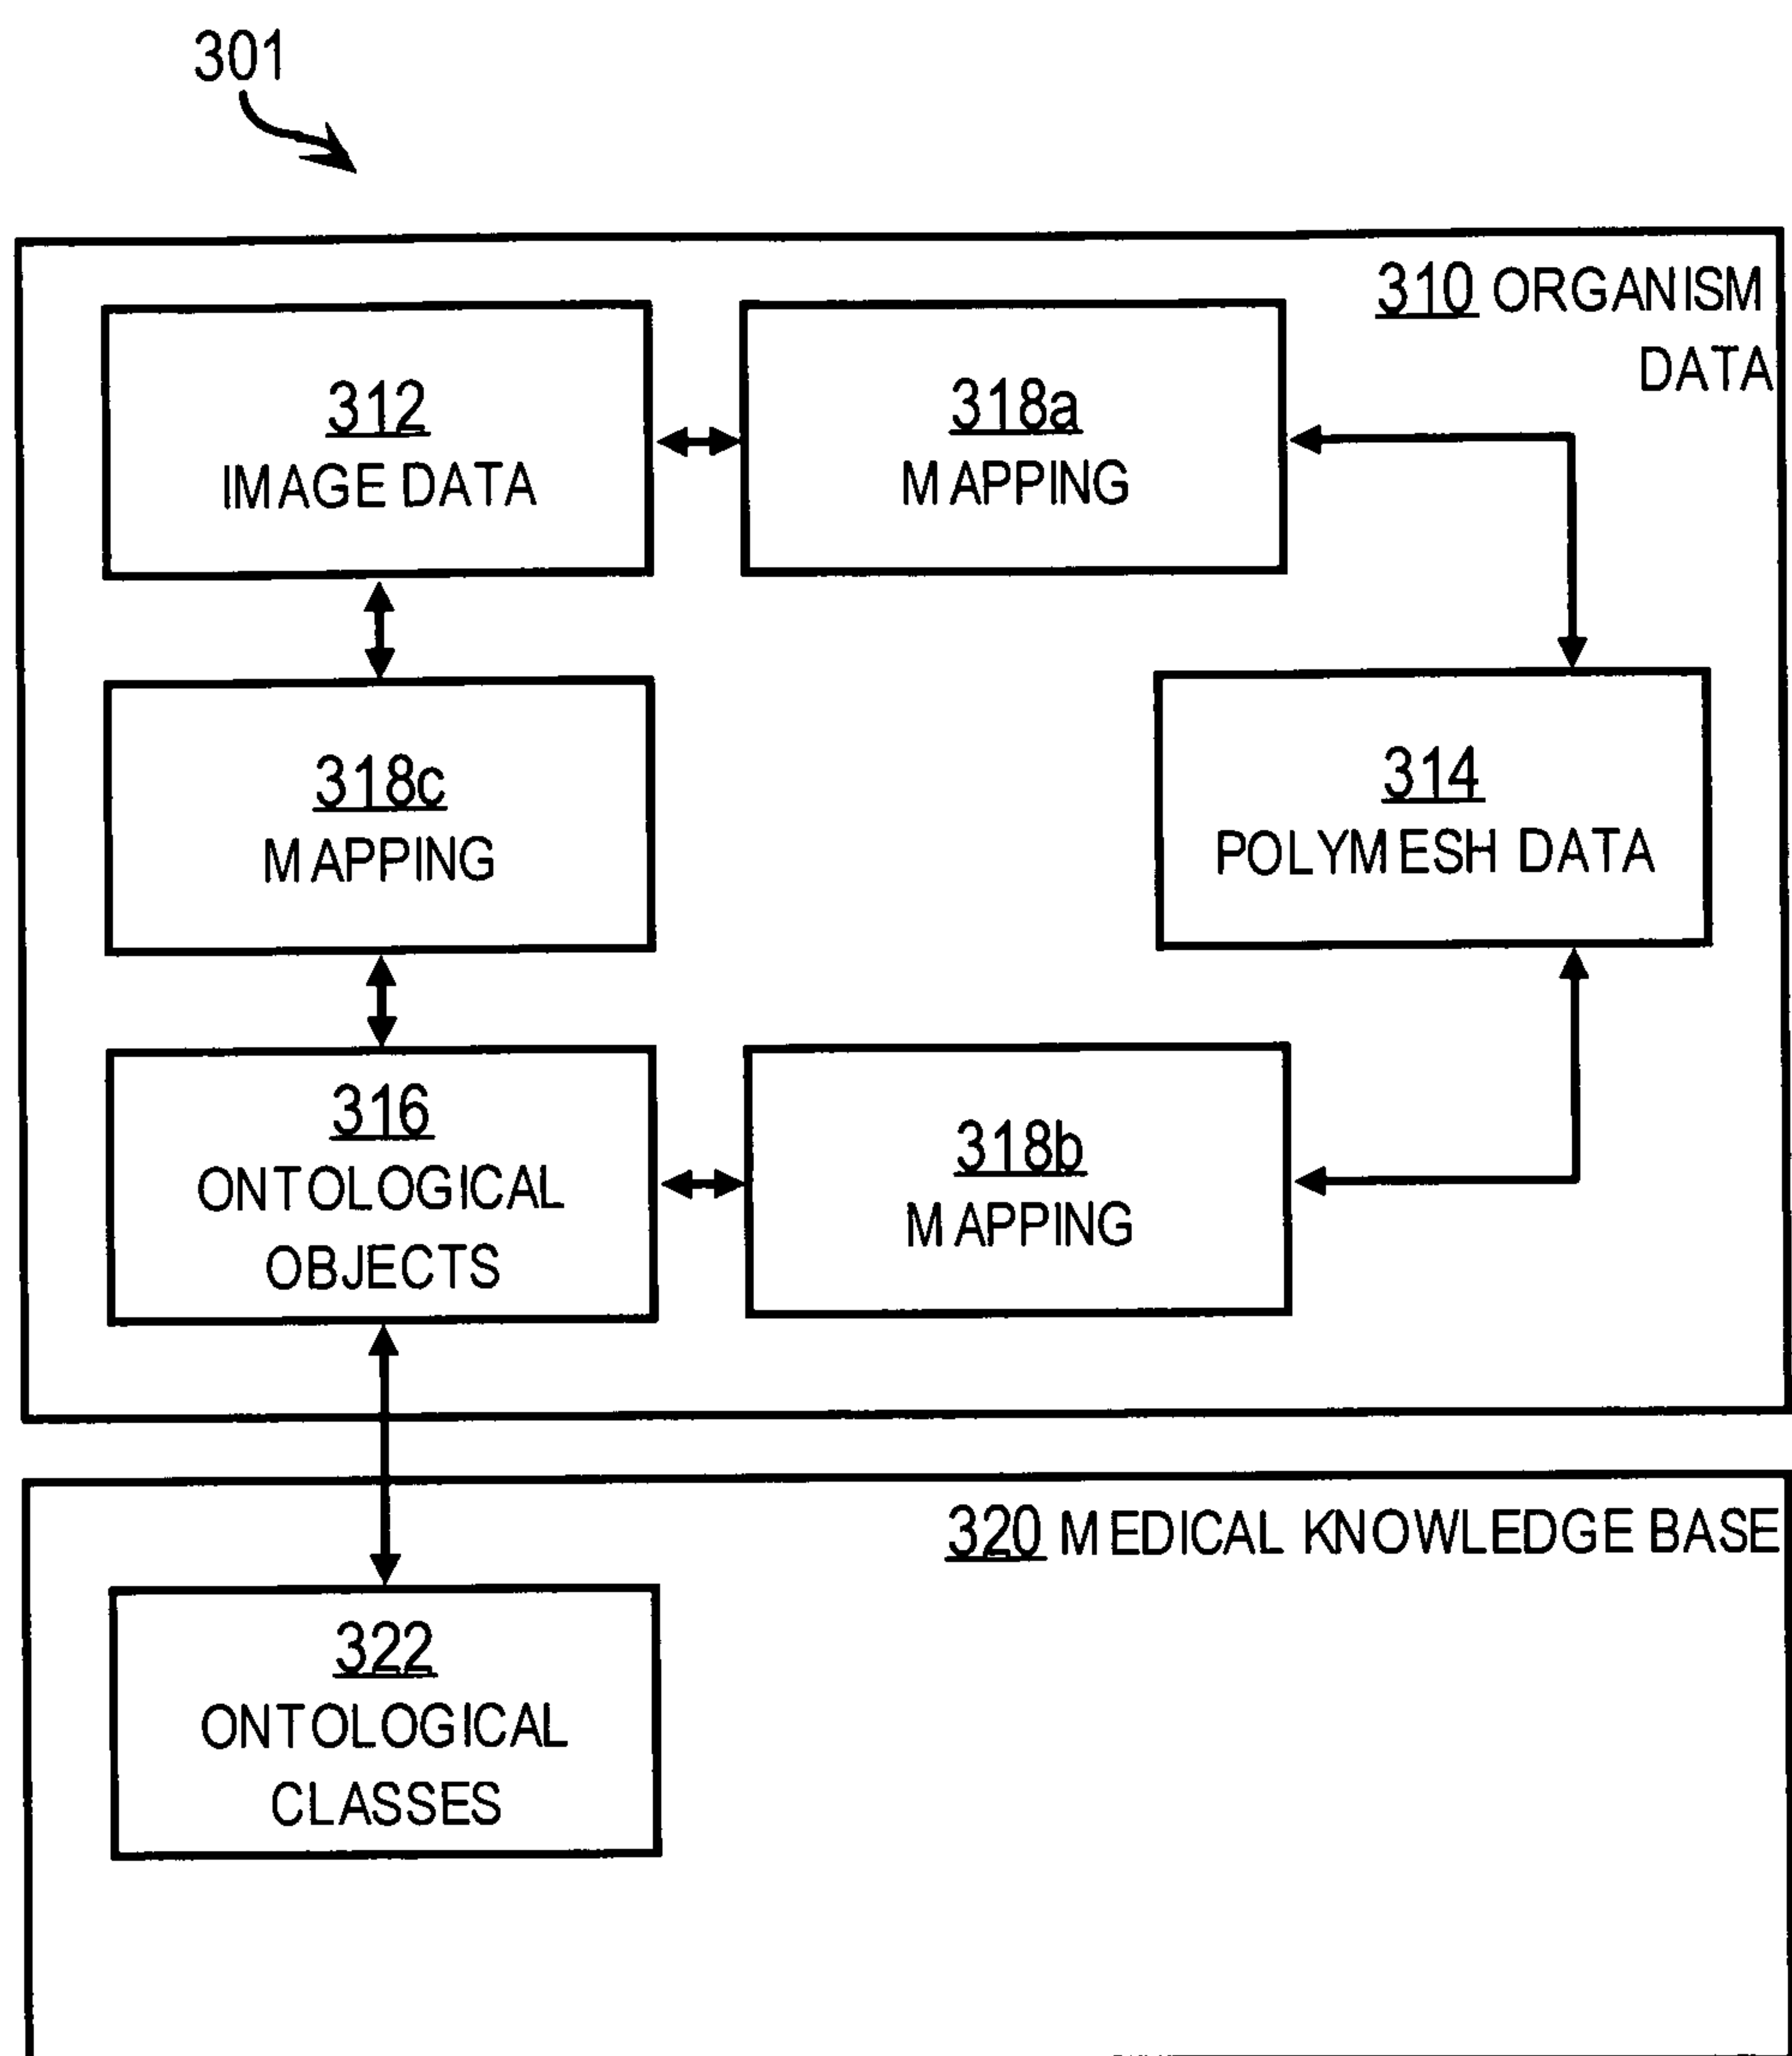 301
310 ORGANISM
DATA
312
IMAGE DATA
318a
MAPPING
318c
MAPPING
314
POLYMESH DATA
316
ONTOLOGICAL
OBJECTS
318b
MAPPING
320 MEDICAL KNOWLEDGE BASE
322
ONTOLOGICAL
CLASSES